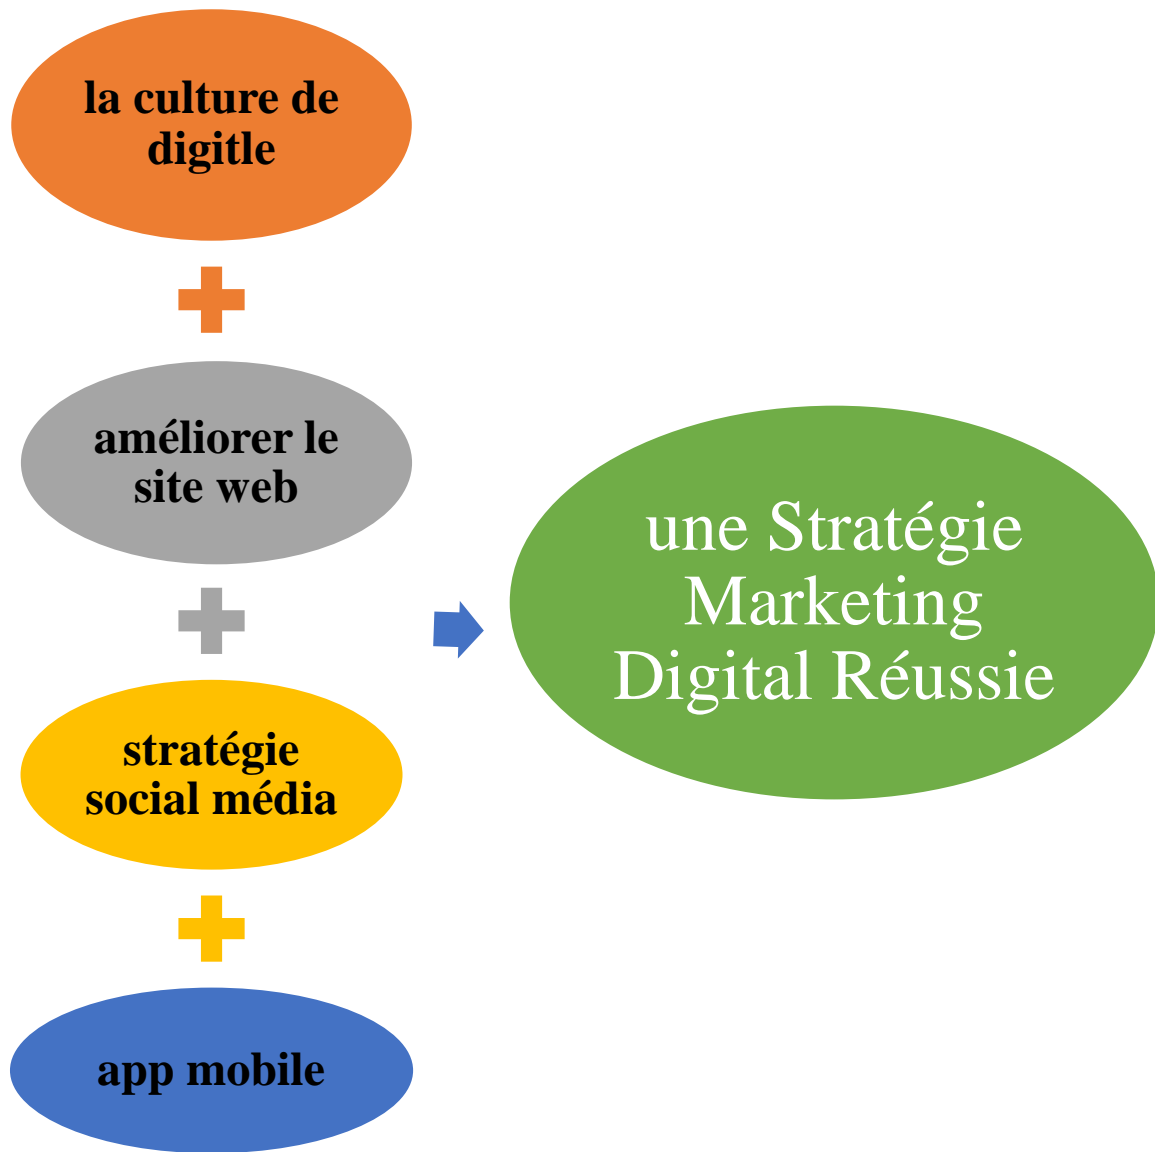 la culture de
digitle
améliorer le
site web
stratégie
social média
app mobile
une Stratégie
Marketing
Digital Réussie